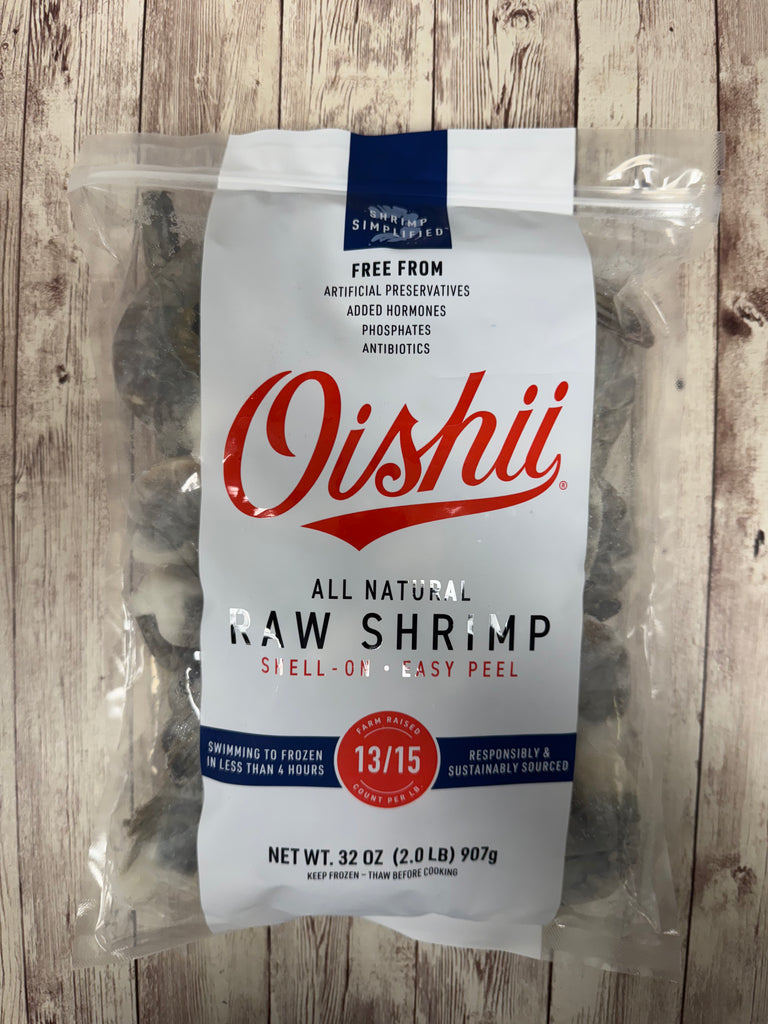 SHRIMP
SIMPLIFIED™
FREE FROM
ARTIFICIAL PRESERVATIVES
ADDED HORMONES
PHOSPHATES
ANTIBIOTICS
Oishii®
ALL NATURAL
RAW SHRIMP
SHELL-ON • EASY PEEL
SWIMMING TO FROZEN
IN LESS THAN 4 HOURS
FARM RAISED
13/15
COUNT PER LB.
RESPONSIBLY &
SUSTAINABLY SOURCED
NET WT. 32 OZ (2.0 LB) 907g
KEEP FROZEN – THAW BEFORE COOKING